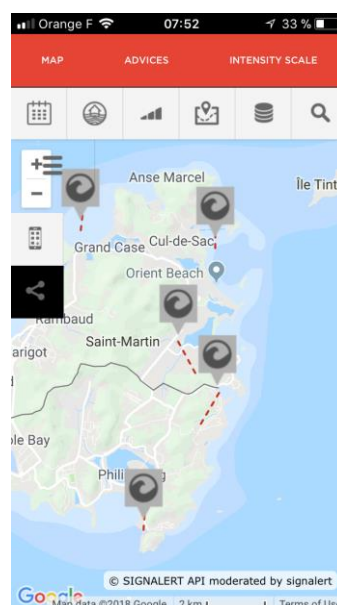 Orange F 07:52 33 %
MAP ADVICES INTENSITY SCALE
+
−
Anse Marcel
Île Tint
Grand Case Cul-de-Sac
Orient Beach
Rambaud
Saint-Martin
arigot
ole Bay
© SIGNALERT API moderated by signalert
Google Map data ©2018 Google 2 km Terms of Us